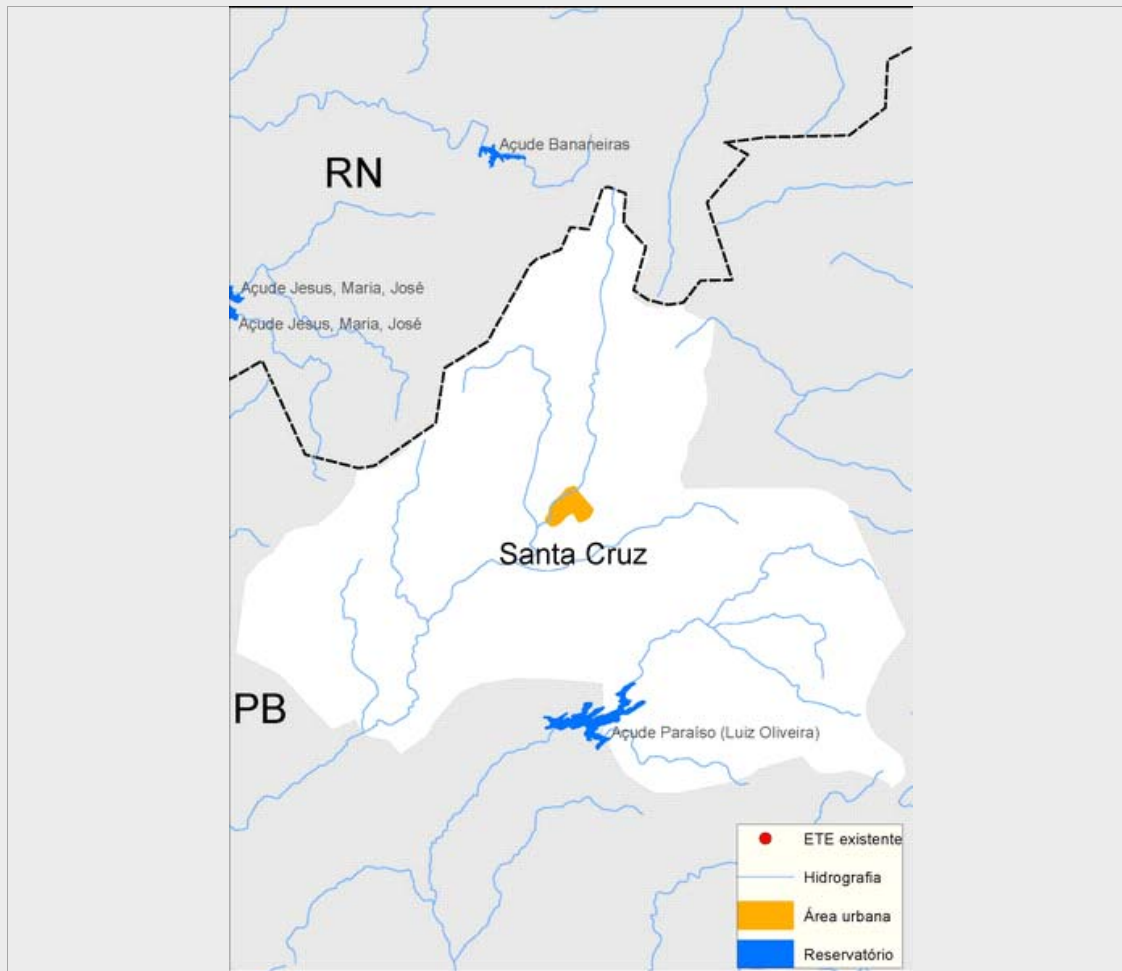 Açude Bananeiras
RN
Açude Jesus, Maria, José
Açude Jesus, Maria, José
Santa Cruz
PB
Açude Paraíso (Luiz Oliveira)
ETE existente
Hidrografia
Área urbana
Reservatório